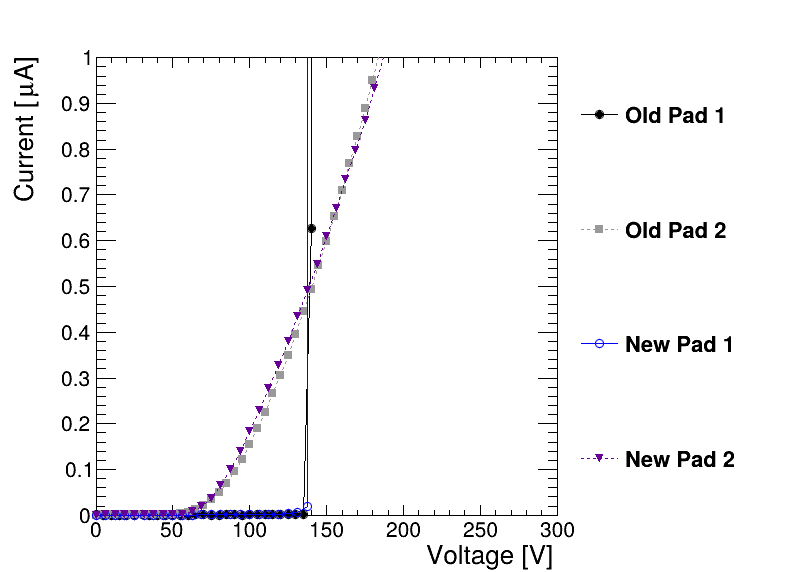 Current [μA]
1
0.9
0.8
0.7
0.6
0.5
0.4
0.3
0.2
0.1
0
0 50 100 150 200 250 300
Voltage [V]
Old Pad 1
Old Pad 2
New Pad 1
New Pad 2